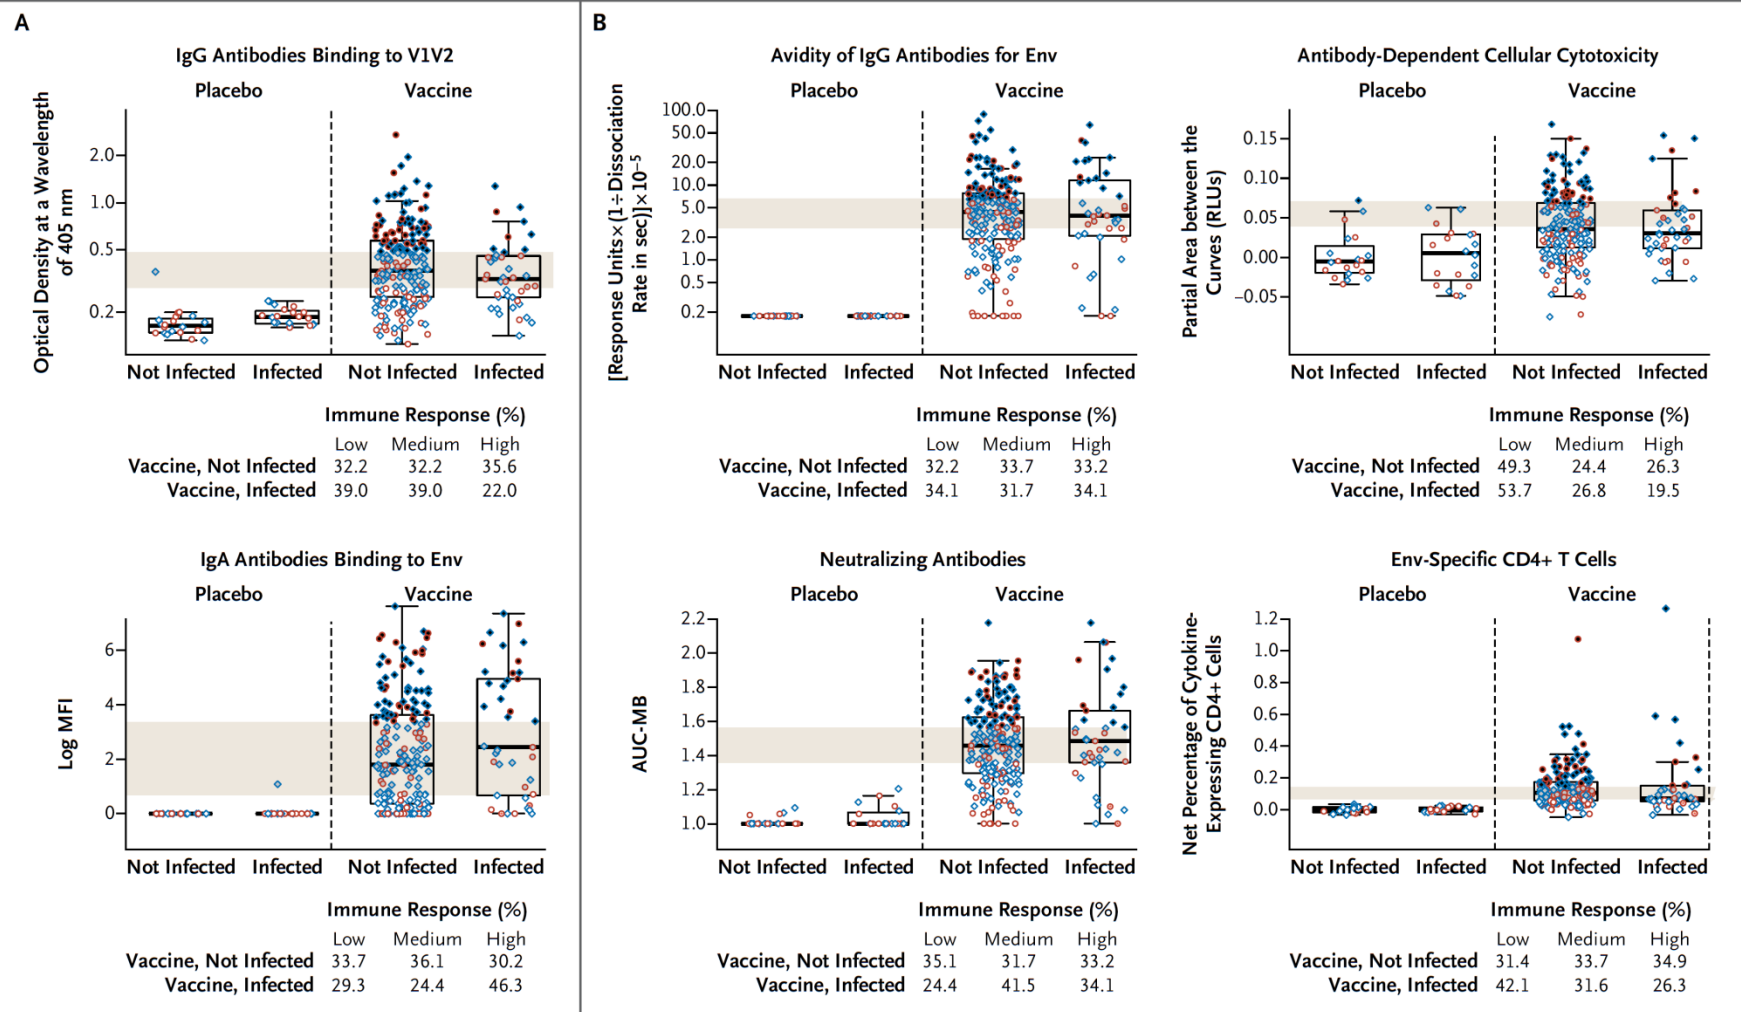 A
IgG Antibodies Binding to V1V2
Placebo
Vaccine
Optical Density at a Wavelength
of 405 nm
2.0
1.0
0.5
0.2
Not Infected
Infected
Not Infected
Infected
Immune Response (%)
Low Medium High
Vaccine, Not Infected 32.2 32.2 35.6
Vaccine, Infected 39.0 39.0 22.0
IgA Antibodies Binding to Env
Placebo
Vaccine
Log MFI
6
4
2
0
Not Infected
Infected
Not Infected
Infected
Immune Response (%)
Low Medium High
Vaccine, Not Infected 33.7 36.1 30.2
Vaccine, Infected 29.3 24.4 46.3
B
Avidity of IgG Antibodies for Env
Placebo
Vaccine
[Response Units×(1÷Dissociation
Rate in sec)]×10⁻⁵
100.0
50.0
20.0
10.0
5.0
2.0
1.0
0.5
0.2
Not Infected
Infected
Not Infected
Infected
Immune Response (%)
Low Medium High
Vaccine, Not Infected 32.2 33.7 33.2
Vaccine, Infected 34.1 31.7 34.1
Antibody-Dependent Cellular Cytotoxicity
Placebo
Vaccine
Partial Area between the
Curves (RLUs)
0.15
0.10
0.05
0.00
−0.05
Not Infected
Infected
Not Infected
Infected
Immune Response (%)
Low Medium High
Vaccine, Not Infected 49.3 24.4 26.3
Vaccine, Infected 53.7 26.8 19.5
Neutralizing Antibodies
Placebo
Vaccine
AUC-MB
2.2
2.0
1.8
1.6
1.4
1.2
1.0
Not Infected
Infected
Not Infected
Infected
Immune Response (%)
Low Medium High
Vaccine, Not Infected 35.1 31.7 33.2
Vaccine, Infected 24.4 41.5 34.1
Env-Specific CD4+ T Cells
Placebo
Vaccine
Net Percentage of Cytokine-
Expressing CD4+ Cells
1.2
1.0
0.8
0.6
0.4
0.2
0.0
Not Infected
Infected
Not Infected
Infected
Immune Response (%)
Low Medium High
Vaccine, Not Infected 31.4 33.7 34.9
Vaccine, Infected 42.1 31.6 26.3